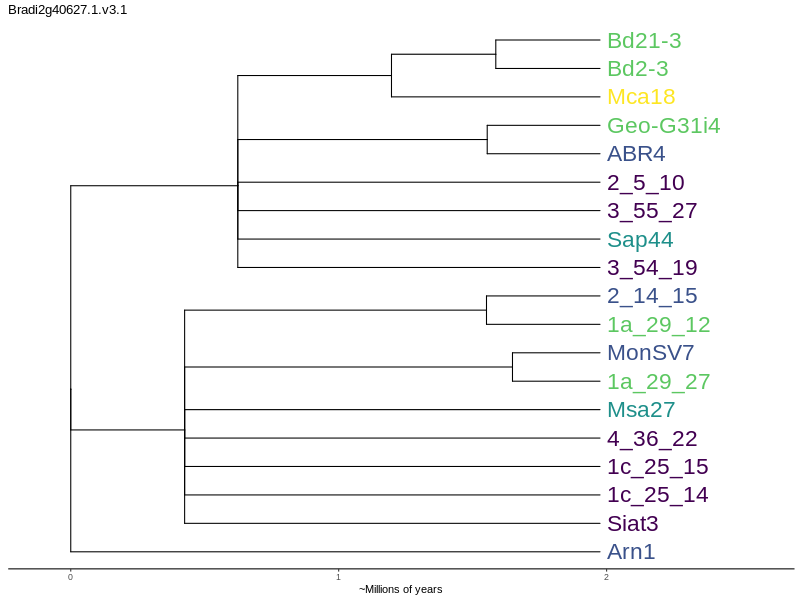 Bradi2g40627.1.v3.1
Bd21-3
Bd2-3
Mca18
Geo-G31i4
ABR4
2_5_10
3_55_27
Sap44
3_54_19
2_14_15
1a_29_12
MonSV7
1a_29_27
Msa27
4_36_22
1c_25_15
1c_25_14
Siat3
Arn1
0 1 2
~Millions of years